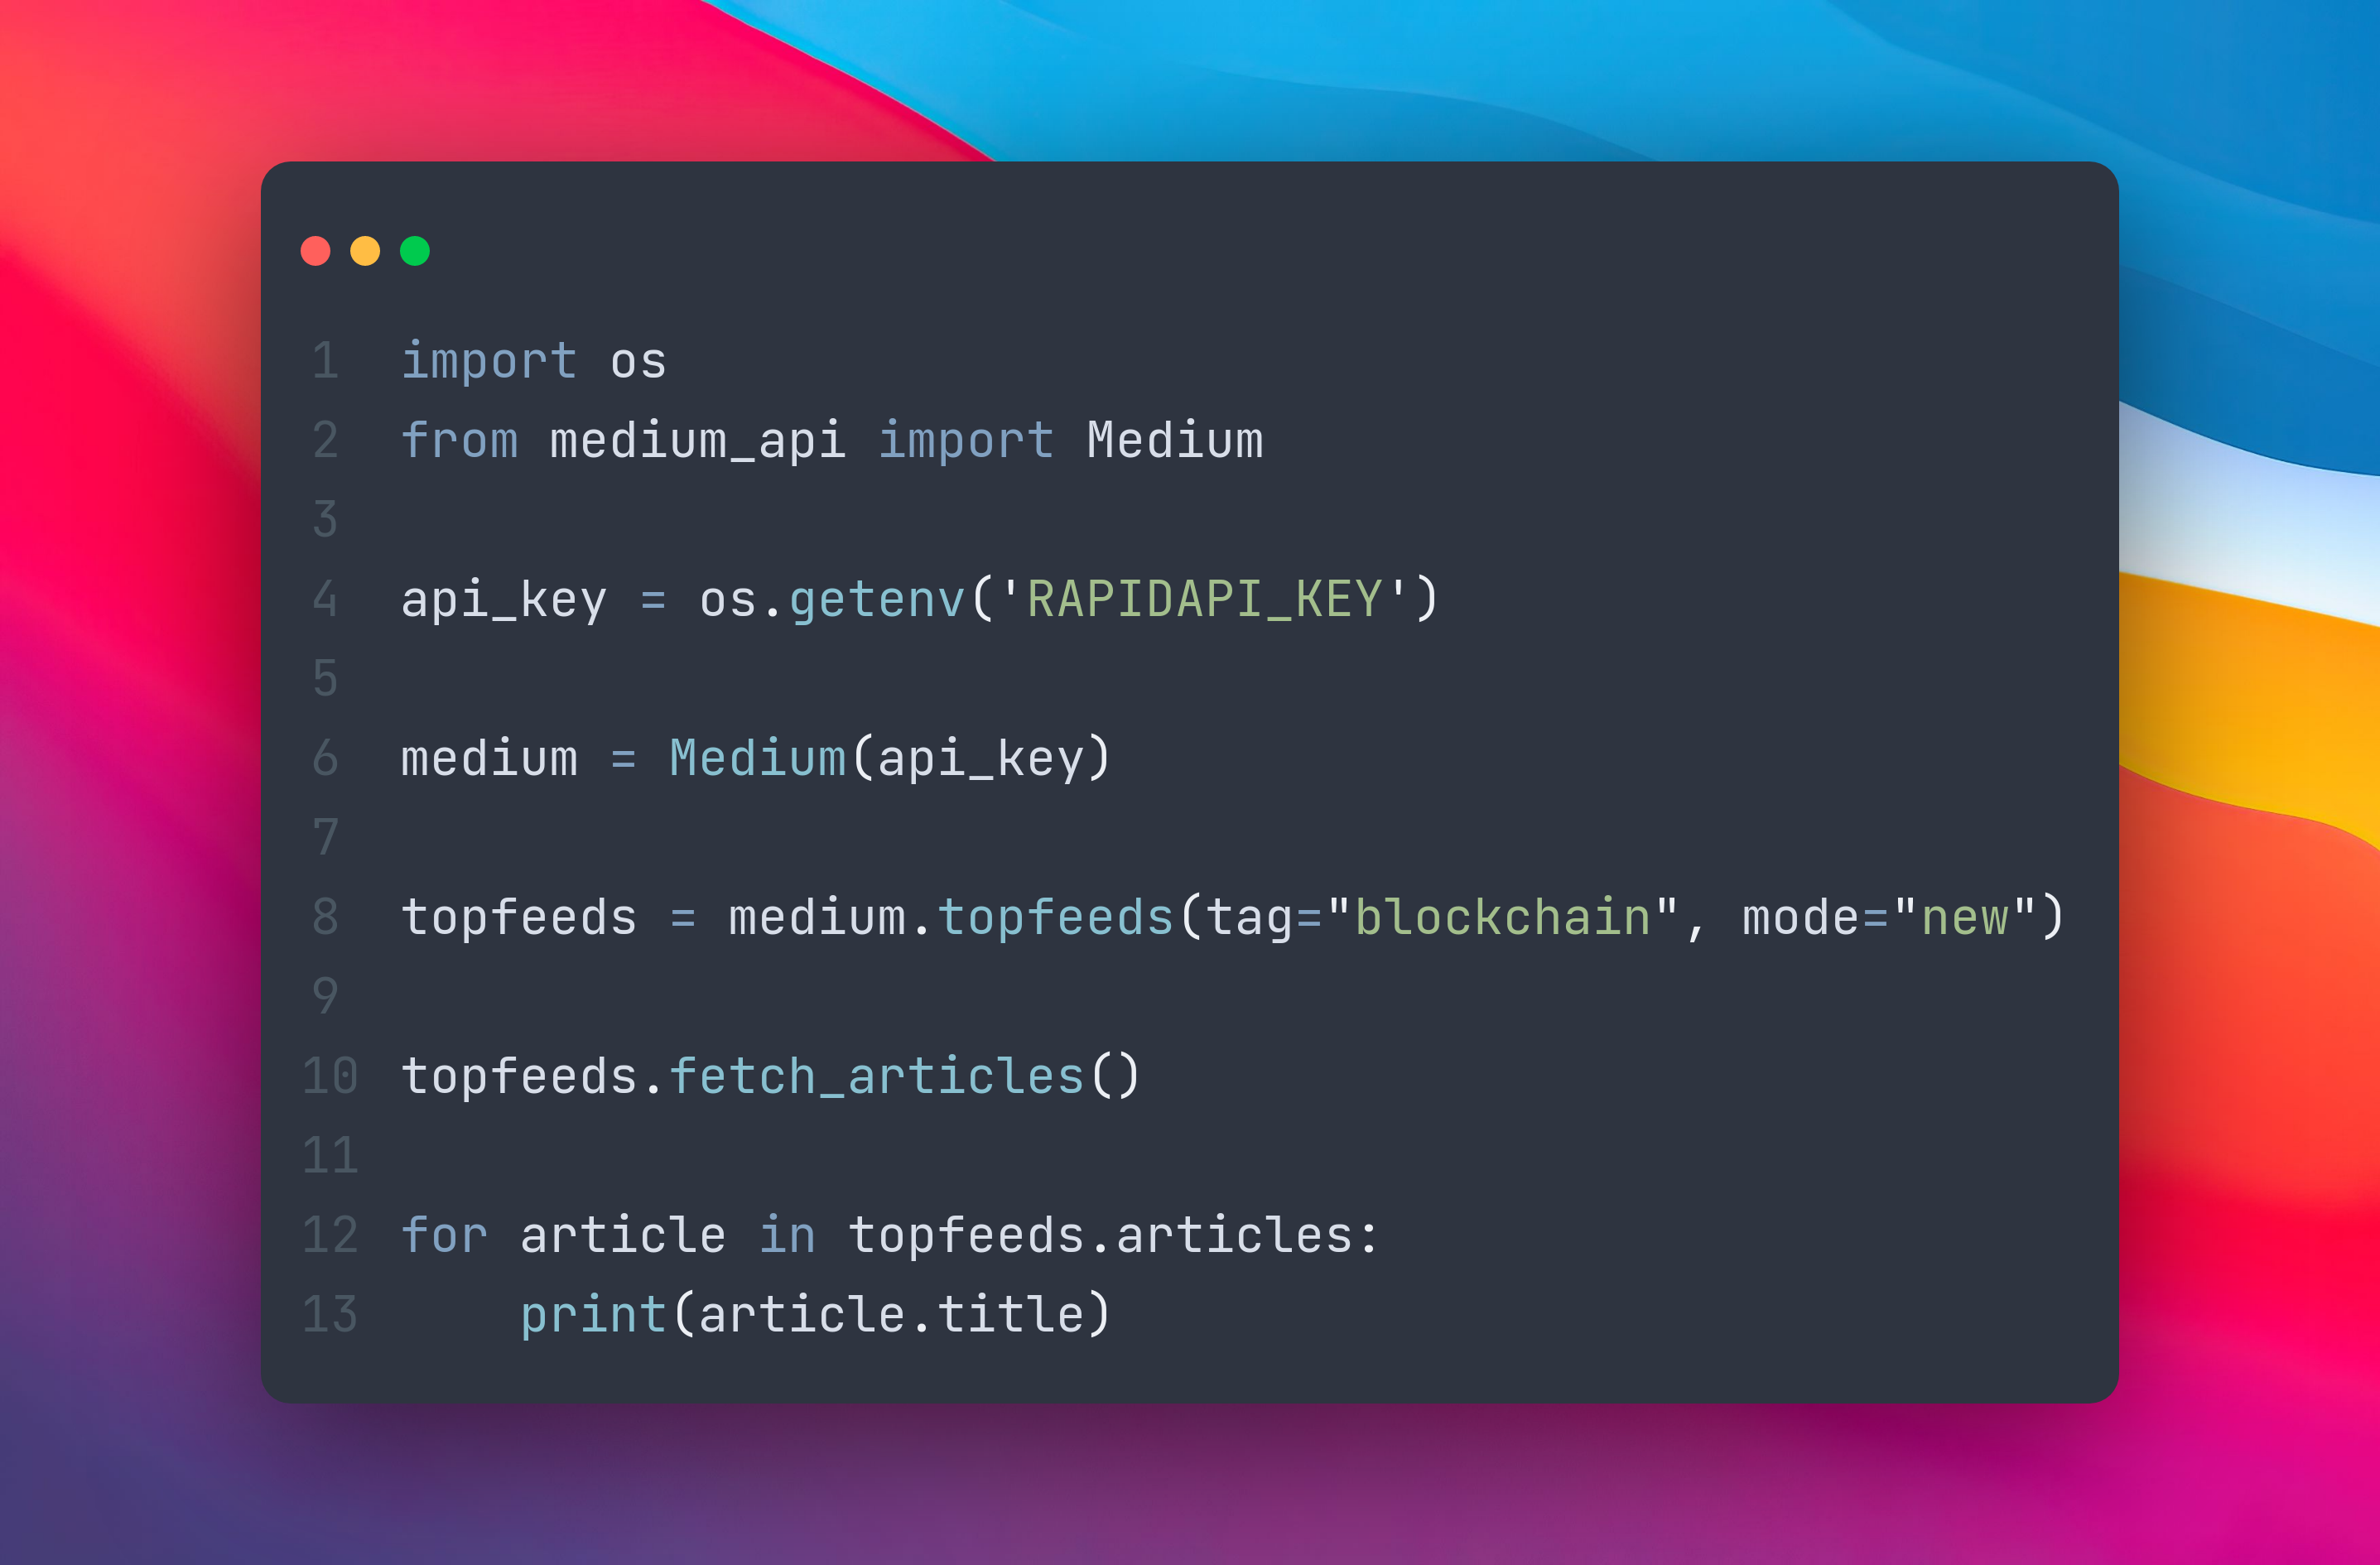 1 import os
2 from medium_api import Medium
3
4 api_key = os.getenv('RAPIDAPI_KEY')
5
6 medium = Medium(api_key)
7
8 topfeeds = medium.topfeeds(tag="blockchain", mode="new")
9
10 topfeeds.fetch_articles()
11
12 for article in topfeeds.articles:
13     print(article.title)